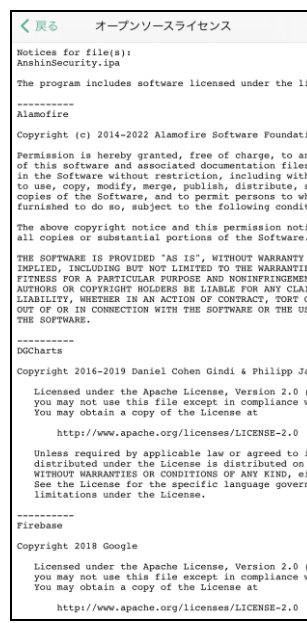 戻る オープンソースライセンス
Notices for file(s):
AnshinSecurity.ipa
The program includes software licensed under the li
----------
Alamofire
Copyright (c) 2014-2022 Alamofire Software Foundati
Permission is hereby granted, free of charge, to an
of this software and associated documentation files
in the Software without restriction, including with
to use, copy, modify, merge, publish, distribute, s
copies of the Software, and to permit persons to wh
furnished to do so, subject to the following condit
The above copyright notice and this permission noti
all copies or substantial portions of the Software.
THE SOFTWARE IS PROVIDED "AS IS", WITHOUT WARRANTY
IMPLIED, INCLUDING BUT NOT LIMITED TO THE WARRANTIE
FITNESS FOR A PARTICULAR PURPOSE AND NONINFRINGEMEN
AUTHORS OR COPYRIGHT HOLDERS BE LIABLE FOR ANY CLAI
LIABILITY, WHETHER IN AN ACTION OF CONTRACT, TORT O
OUT OF OR IN CONNECTION WITH THE SOFTWARE OR THE US
THE SOFTWARE.
----------
DGCharts
Copyright 2016-2019 Daniel Cohen Gindi & Philipp Ja
Licensed under the Apache License, Version 2.0 (
you may not use this file except in compliance w
You may obtain a copy of the License at
http://www.apache.org/licenses/LICENSE-2.0
Unless required by applicable law or agreed to i
distributed under the License is distributed on
WITHOUT WARRANTIES OR CONDITIONS OF ANY KIND, ei
See the License for the specific language govern
limitations under the License.
----------
Firebase
Copyright 2018 Google
Licensed under the Apache License, Version 2.0 (
you may not use this file except in compliance w
You may obtain a copy of the License at
http://www.apache.org/licenses/LICENSE-2.0